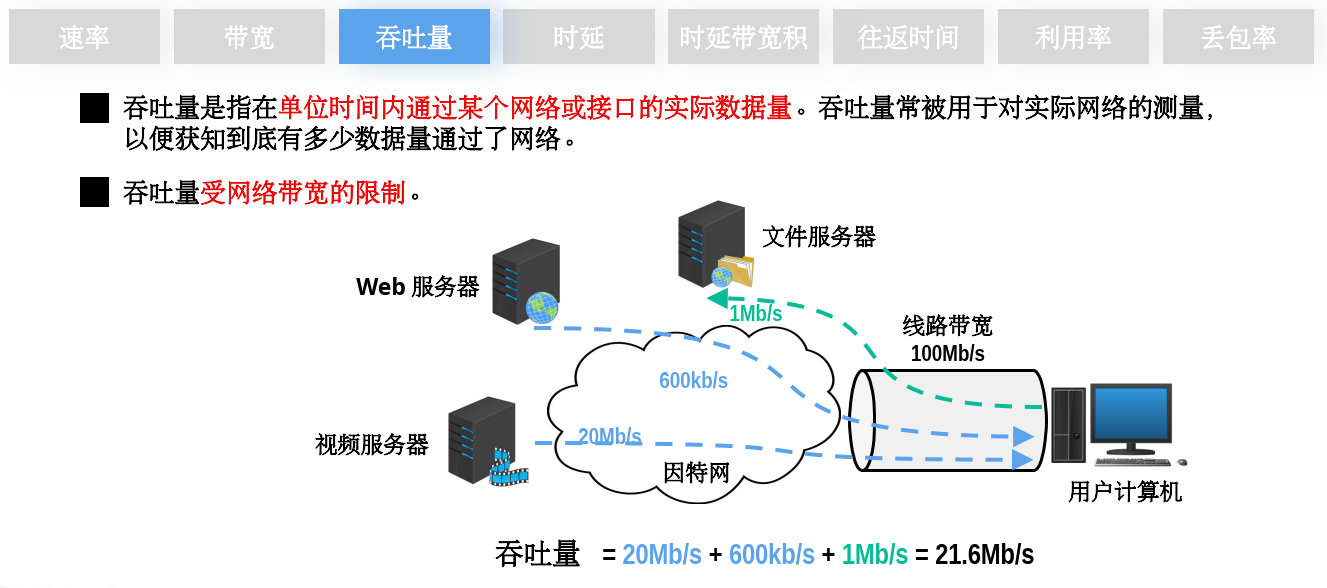 速率 带宽 吞吐量 时延 时延带宽积 往返时间 利用率 丢包率
吞吐量是指在单位时间内通过某个网络或接口的实际数据量。吞吐量常被用于对实际网络的测量，
以便获知到底有多少数据量通过了网络。
吞吐量受网络带宽的限制。
文件服务器
Web 服务器
1Mb/s
线路带宽
100Mb/s
600kb/s
20Mb/s
视频服务器
因特网
用户计算机
吞吐量 = 20Mb/s + 600kb/s + 1Mb/s = 21.6Mb/s